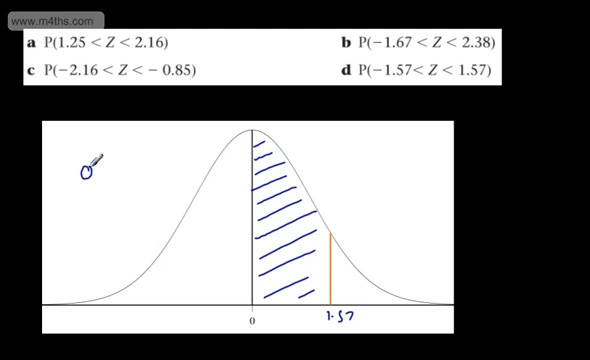 www.m4ths.com
a P(1.25 < Z < 2.16) b P(−1.67 < Z < 2.38)
c P(−2.16 < Z < − 0.85) d P(−1.57< Z < 1.57)
0
0 1.57